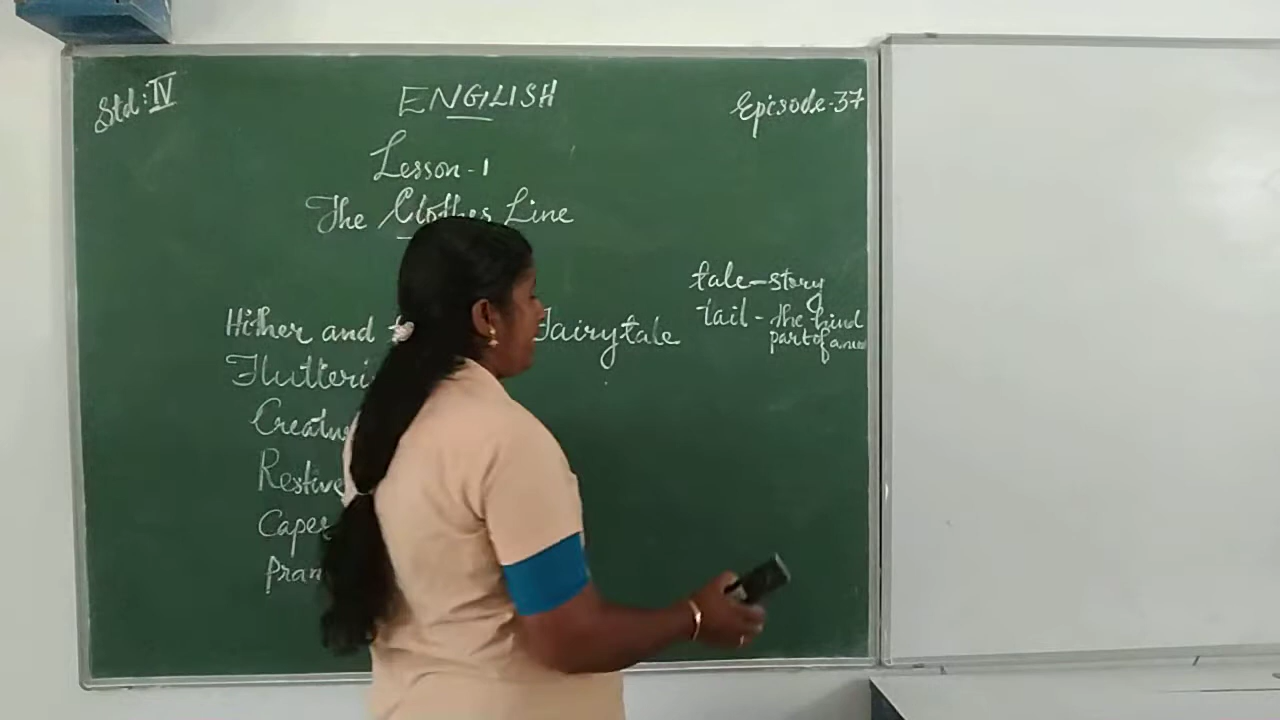 Std: IV
ENGLISH
Episode-37
Lesson-1
The Clothes Line
tale-story
tail - the hind
part of a
Hither and
Fairytale
Flutteri
Creatu
Restive
Caper
Pran